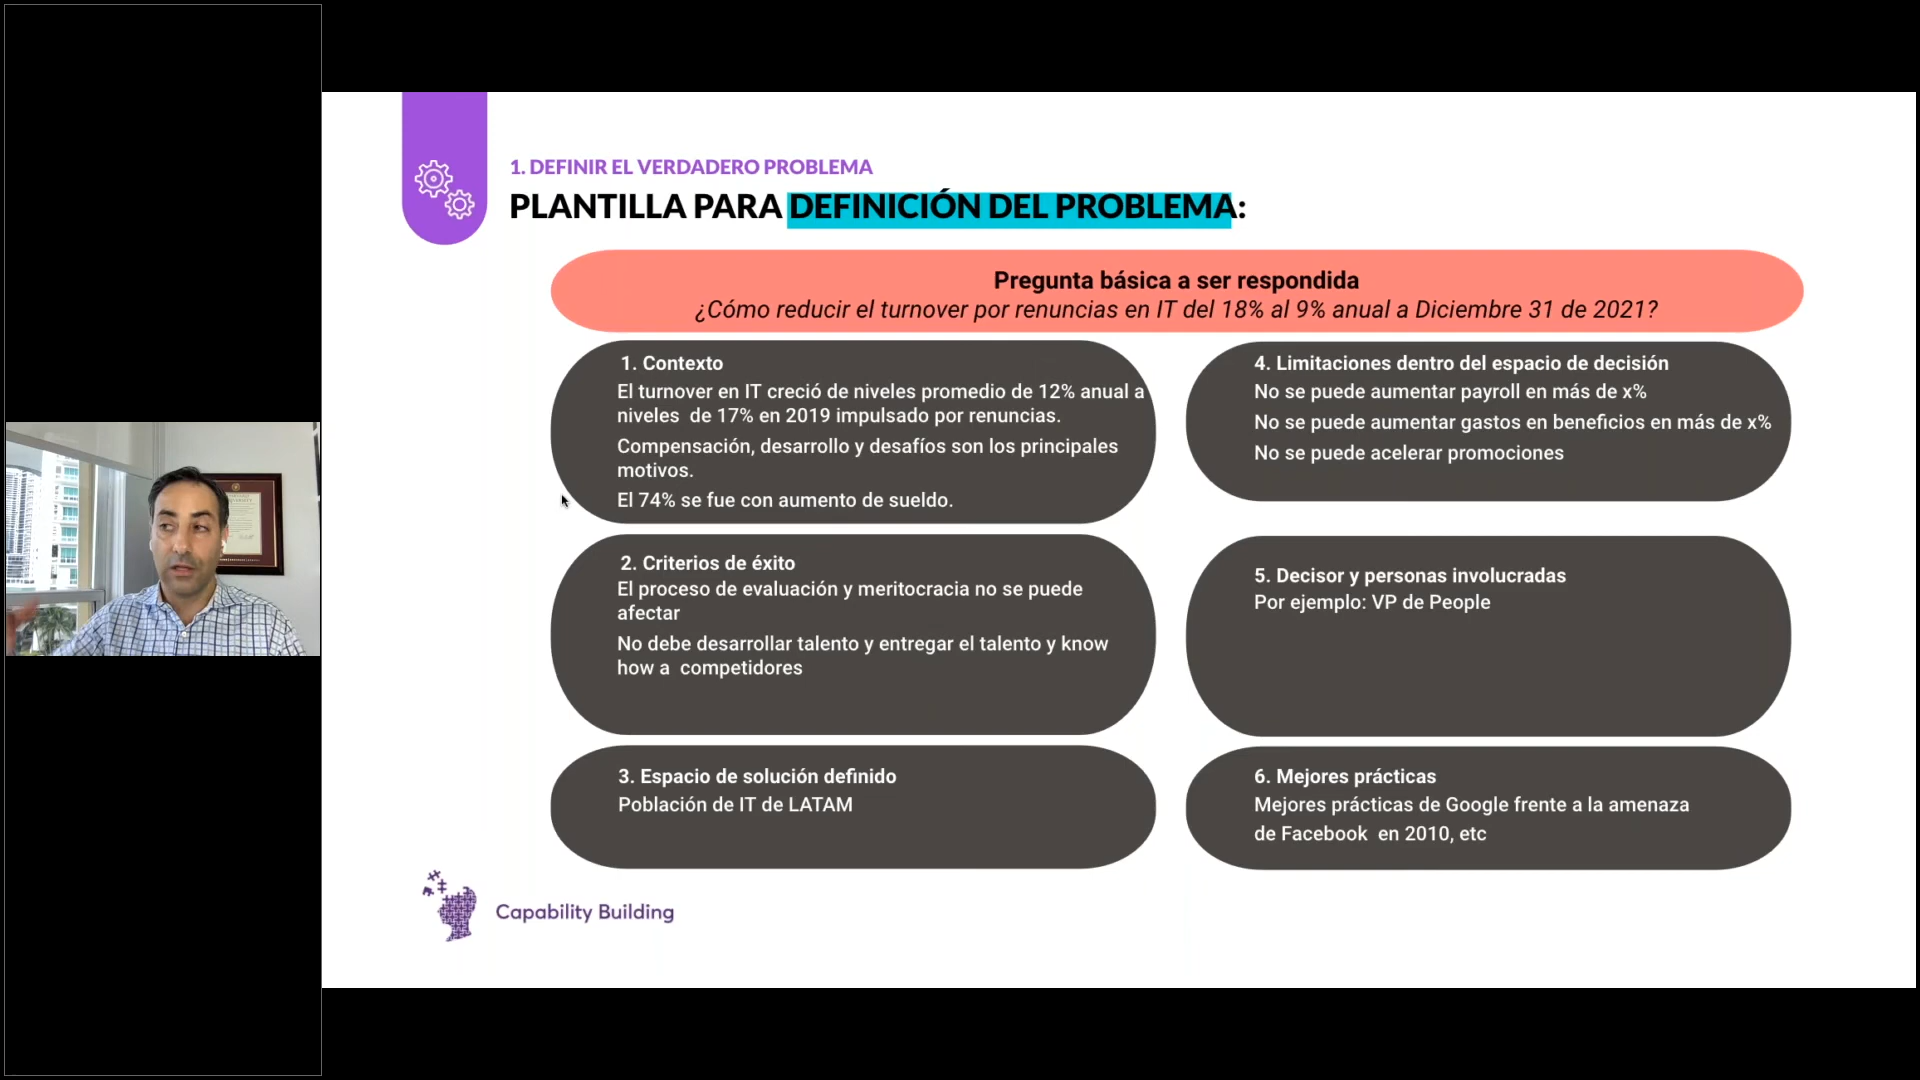 1. DEFINIR EL VERDADERO PROBLEMA
PLANTILLA PARA DEFINICIÓN DEL PROBLEMA:
Pregunta básica a ser respondida
¿Cómo reducir el turnover por renuncias en IT del 18% al 9% anual a Diciembre 31 de 2021?
1. Contexto
El turnover en IT creció de niveles promedio de 12% anual a
niveles de 17% en 2019 impulsado por renuncias.
Compensación, desarrollo y desafíos son los principales
motivos.
El 74% se fue con aumento de sueldo.
2. Criterios de éxito
El proceso de evaluación y meritocracia no se puede
afectar
No debe desarrollar talento y entregar el talento y know
how a competidores
3. Espacio de solución definido
Población de IT de LATAM
4. Limitaciones dentro del espacio de decisión
No se puede aumentar payroll en más de x%
No se puede aumentar gastos en beneficios en más de x%
No se puede acelerar promociones
5. Decisor y personas involucradas
Por ejemplo: VP de People
6. Mejores prácticas
Mejores prácticas de Google frente a la amenaza
de Facebook en 2010, etc
Capability Building